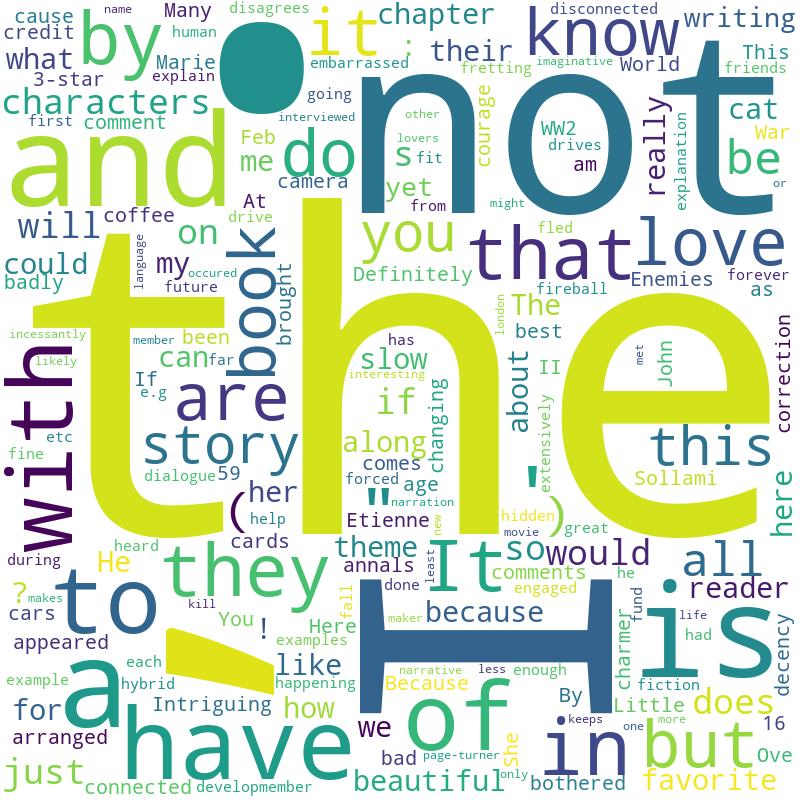 name disagrees
cause Many by it chapter know disconnected
credit human . : writing
what Marie embarrassed their World This
3-star explain going fretting imaginative friends
characters not other courage cat
first comment interviewed WW2 War
and Feb do s lovers drives really be
me camera fit am explanation
At yet from might or
will coffee drive on you fled that love
could language my Definitely Enemies forever
badly occured future book brought fireball as
the
incessantly member been has london The best met John correction
likely can far slow about II
If e.g interesting
with are if changing extensively
etc story along this
fine dialogue 59 comes age Sollami here
her forced " ' narration hidden )
( help Etienne new movie great
during heard cards theme It so would all
He they annals least comments he reader
? makes to kill done engaged fund
cars You ! fall maker because I had life
appeared ' examples Here is decency
example each a like narrative less enough charmer fiction
hybrid happening Because Little
for Intriguing how we of By does 16
arranged have She in keeps one but more
just bad page-turner only Ove
connected developmember beautiful bothered favorite